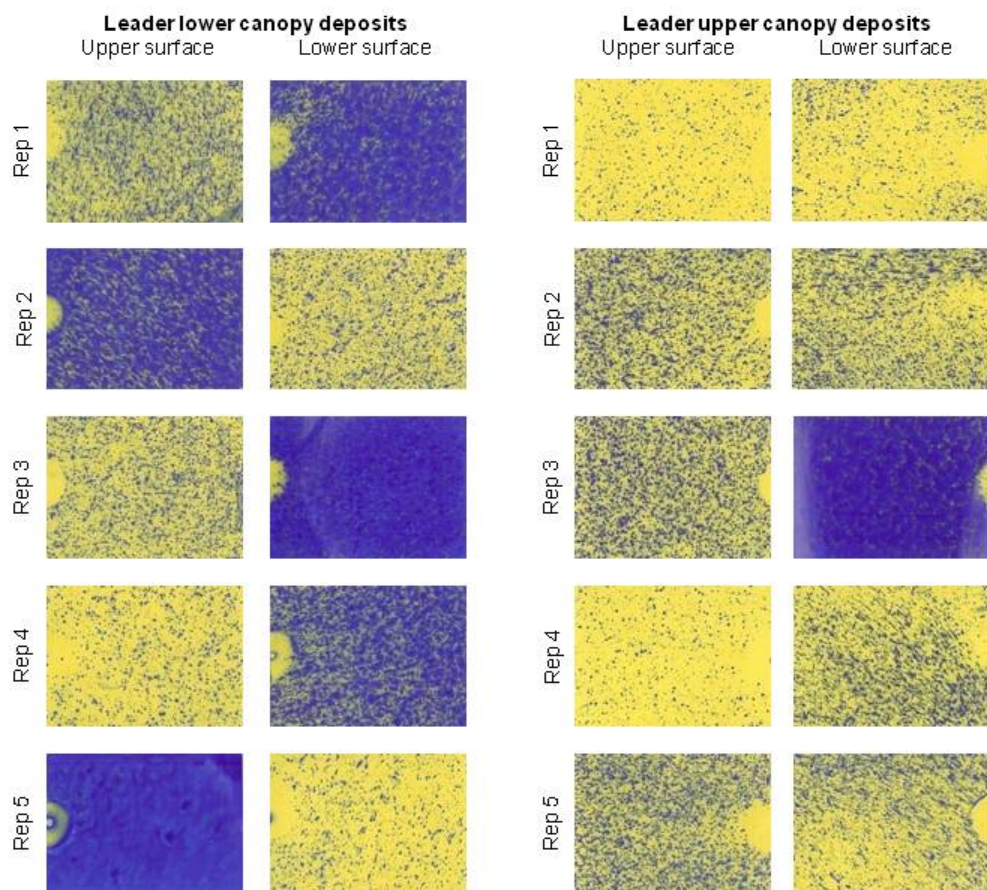 Leader lower canopy deposits
Upper surface Lower surface
Rep 1
Rep 2
Rep 3
Rep 4
Rep 5
Leader upper canopy deposits
Upper surface Lower surface
Rep 1
Rep 2
Rep 3
Rep 4
Rep 5